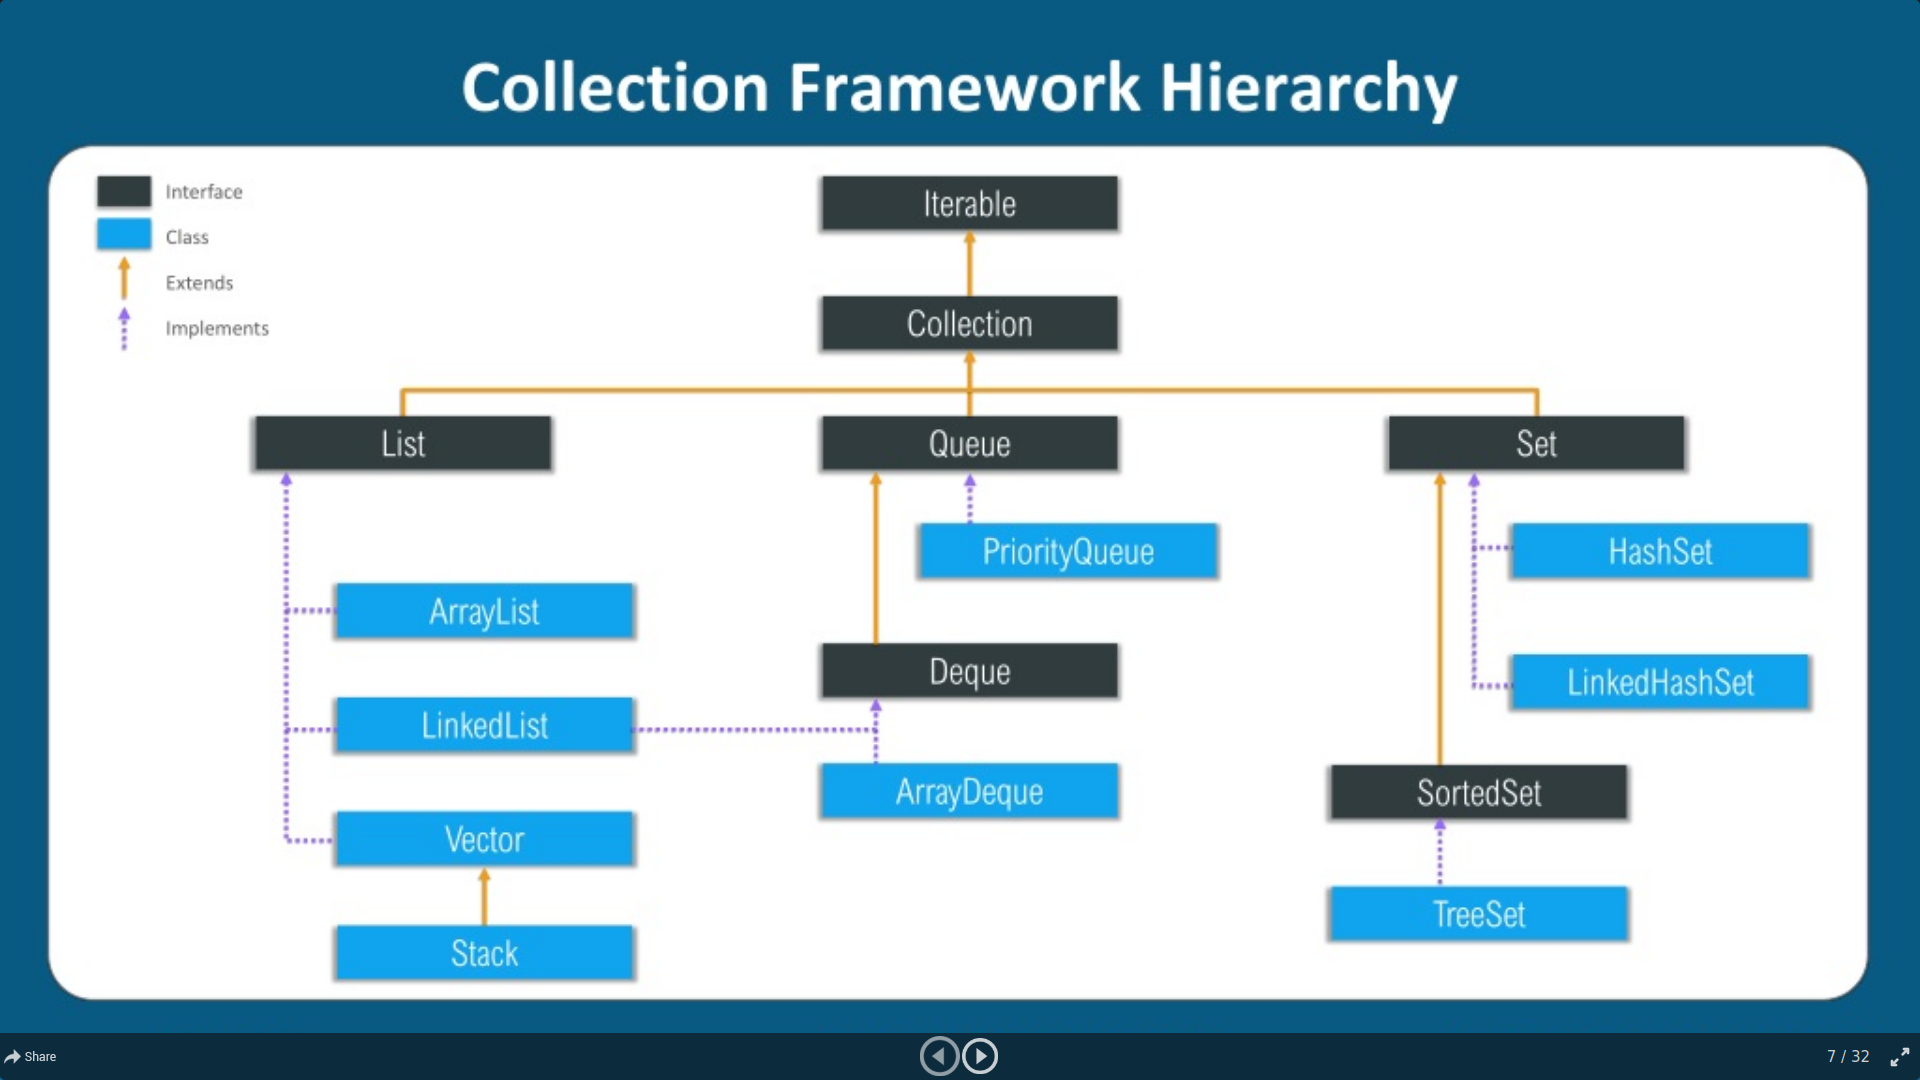 Collection Framework Hierarchy
Interface
Class
Extends
Implements
Iterable
Collection
List
Queue
Set
PriorityQueue
HashSet
ArrayList
Deque
LinkedHashSet
LinkedList
ArrayDeque
SortedSet
Vector
TreeSet
Stack
Share
7 / 32